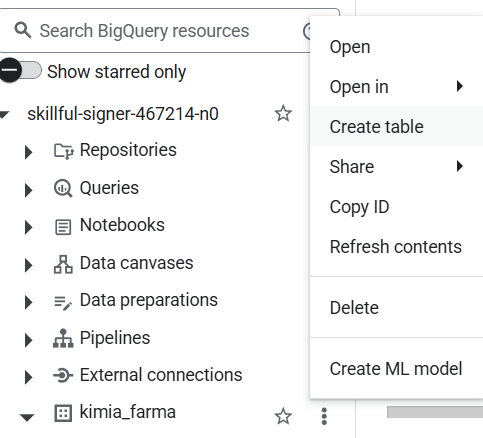 Search BigQuery resources
Show starred only
skillful-signer-467214-n0
Repositories
Queries
Notebooks
Data canvases
Data preparations
Pipelines
External connections
kimia_farma
Open
Open in
Create table
Share
Copy ID
Refresh contents
Delete
Create ML model